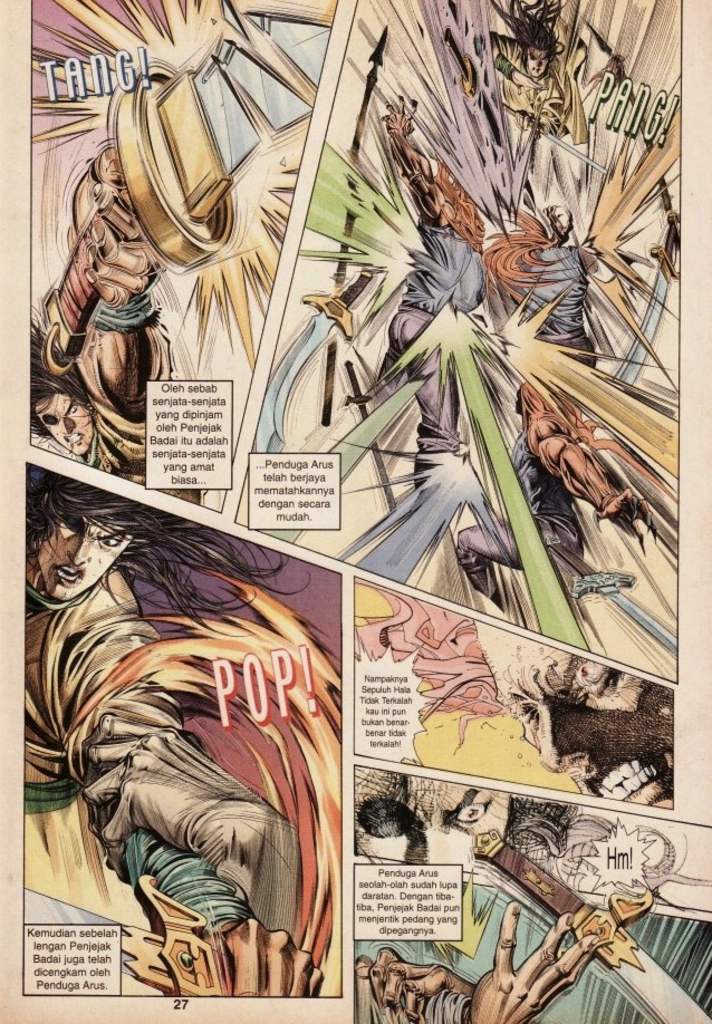 TANG!
PANG!
Oleh sebab
senjata-senjata
yang dipinjam
oleh Penjejak
Badai itu adalah
senjata-senjata
yang amat
biasa...
...Penduga Arus
telah berjaya
mematahkannya
dengan secara
mudah.
POP!
Kemudian sebelah
lengan Penjejak
Badai juga telah
dicengkam oleh
Penduga Arus.
Nampaknya
Sepuluh Hala
Tidak Terkalah
kau ini pun
bukan benar-
benar tidak
terkalah!
Hm!
Penduga Arus
seolah-olah sudah lupa
daratan. Dengan tiba-
tiba, Penjejak Badai pun
menjentik pedang yang
dipegangnya.
27